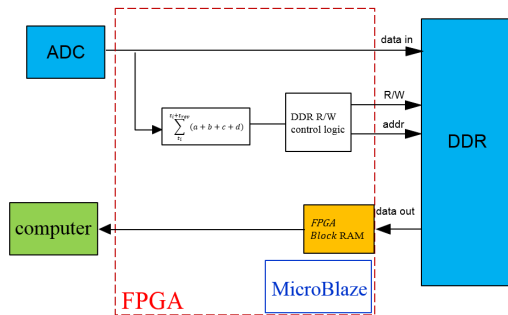 ADC
data in
R/W
addr
DDR
∑ (a + b + c + d)
DDR R/W
control logic
data out
FPGA
Block RAM
computer
MicroBlaze
FPGA